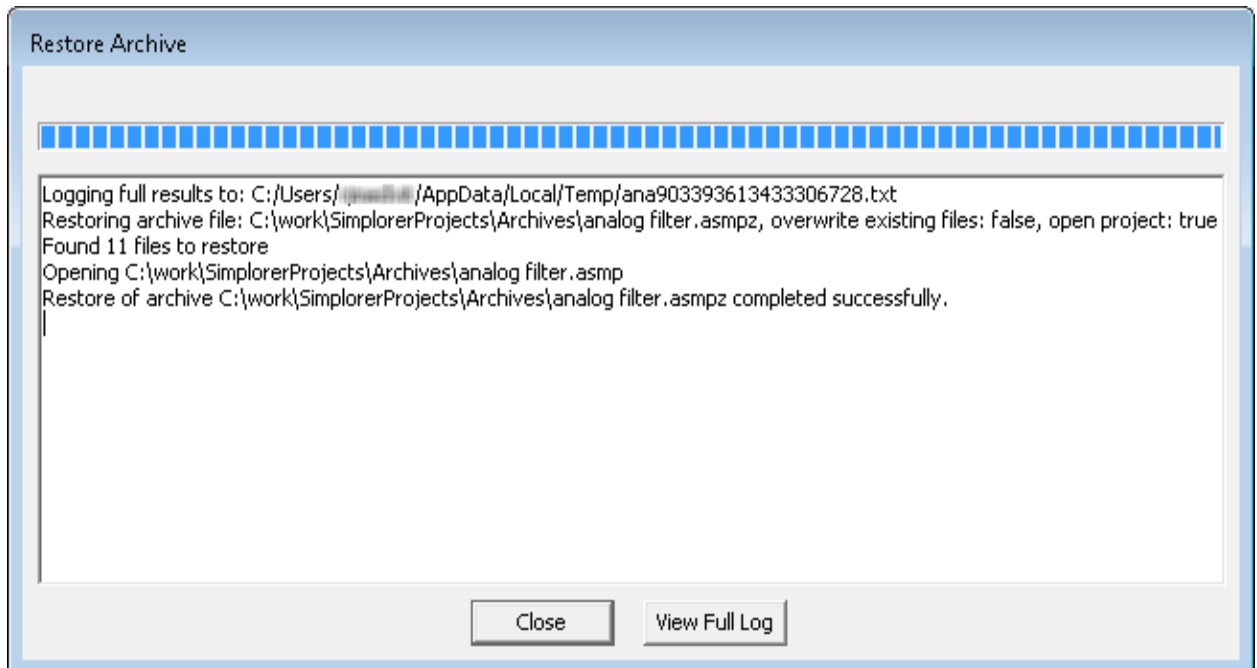 Restore Archive
Logging full results to: C:/Users/ /AppData/Local/Temp/ana903393613433306728.txt
Restoring archive file: C:\work\SimplorerProjects\Archives\analog filter.asmpz, overwrite existing files: false, open project: true
Found 11 files to restore
Opening C:\work\SimplorerProjects\Archives\analog filter.asmp
Restore of archive C:\work\SimplorerProjects\Archives\analog filter.asmpz completed successfully.
Close View Full Log